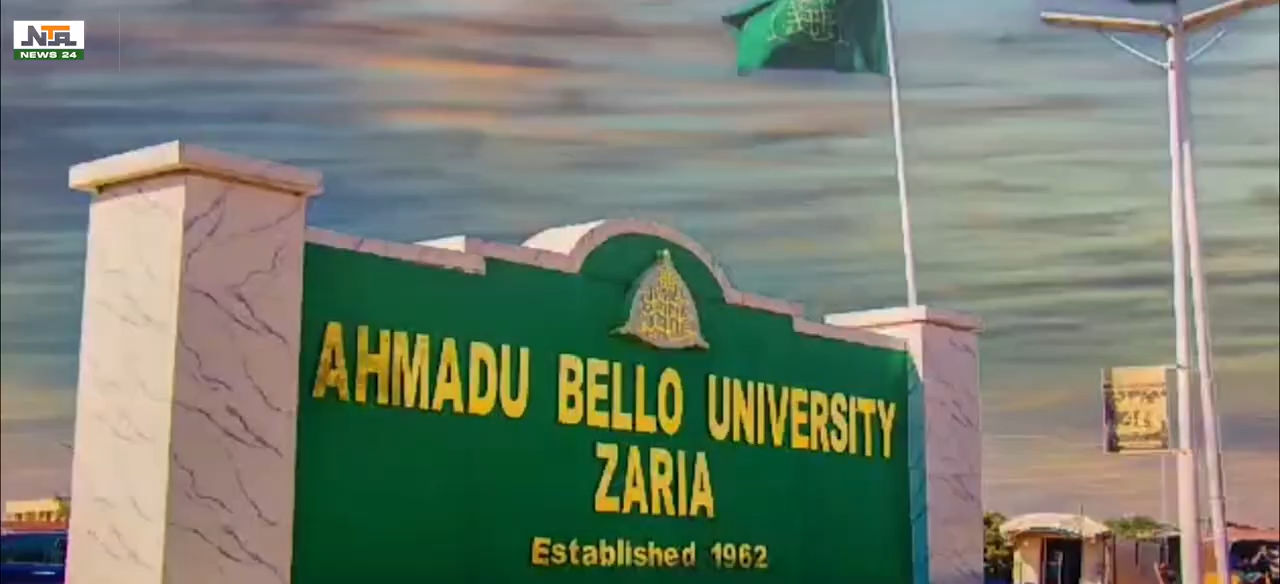 NTA
NEWS 24
AHMADU BELLO UNIVERSITY
ZARIA
Established 1962